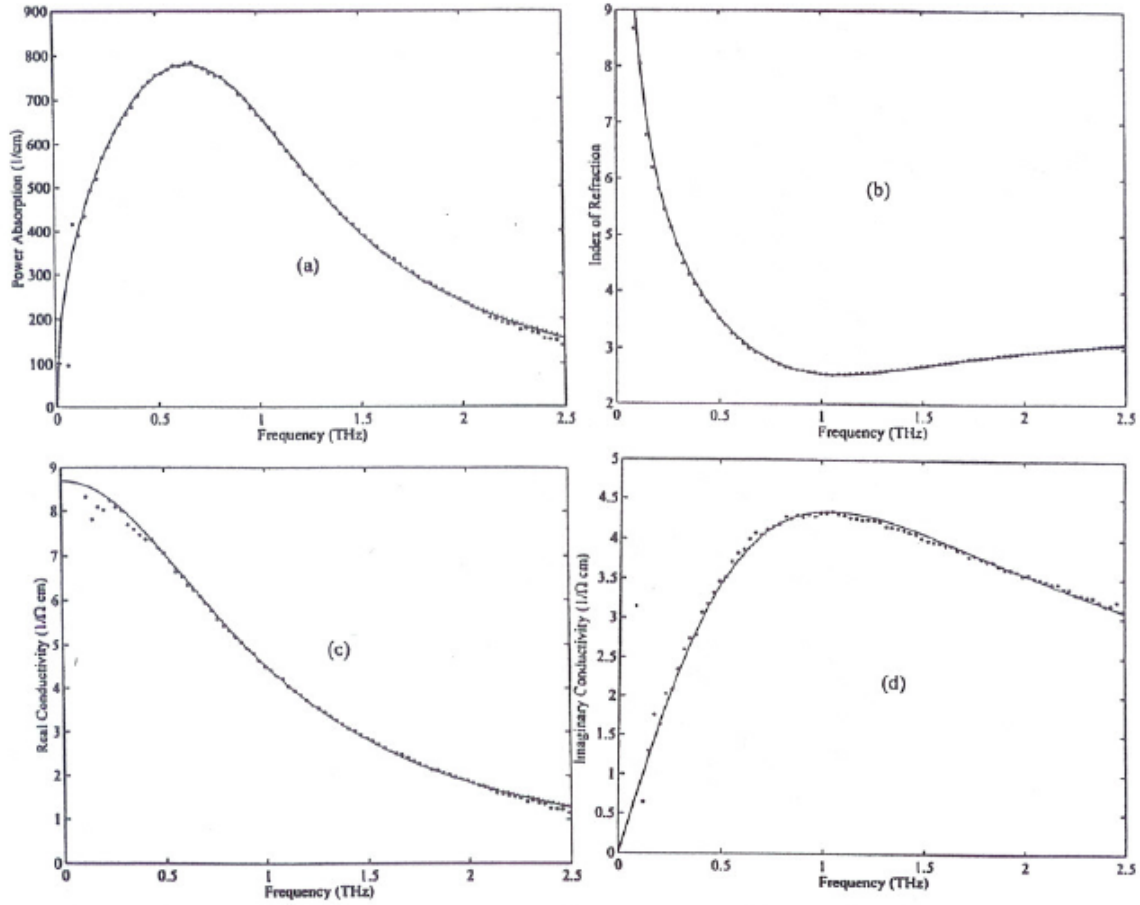 900
800
700
600
500
400
300
200
100
0
Power Absorption (1/cm)
(a)
0 0.5 1 1.5 2 2.5
Frequency (THz)
9
8
7
6
5
4
3
2
Index of Refraction
(b)
0 0.5 1 1.5 2 2.5
Frequency (THz)
9
8
7
6
5
4
3
2
1
0
Real Conductivity (1/Ω cm)
(c)
0 0.5 1 1.5 2 2.5
Frequency (THz)
5
4.5
4
3.5
3
2.5
2
1.5
1
0.5
0
Imaginary Conductivity (1/Ω cm)
(d)
0 0.5 1 1.5 2 2.5
Frequency (THz)